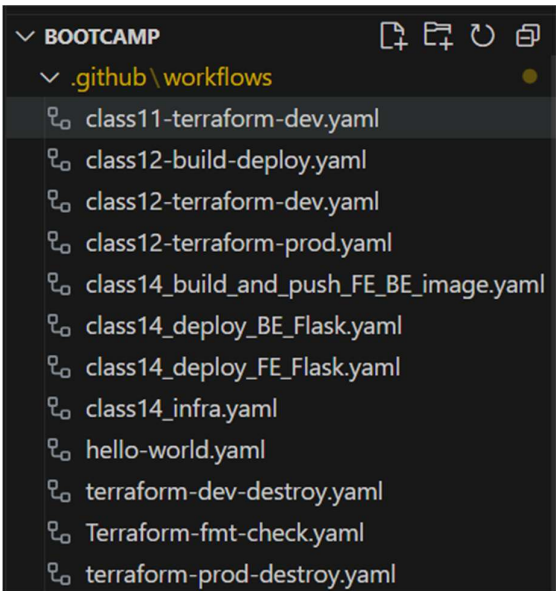 BOOTCAMP
.github\workflows
class11-terraform-dev.yaml
class12-build-deploy.yaml
class12-terraform-dev.yaml
class12-terraform-prod.yaml
class14_build_and_push_FE_BE_image.yaml
class14_deploy_BE_Flask.yaml
class14_deploy_FE_Flask.yaml
class14_infra.yaml
hello-world.yaml
terraform-dev-destroy.yaml
Terraform-fmt-check.yaml
terraform-prod-destroy.yaml